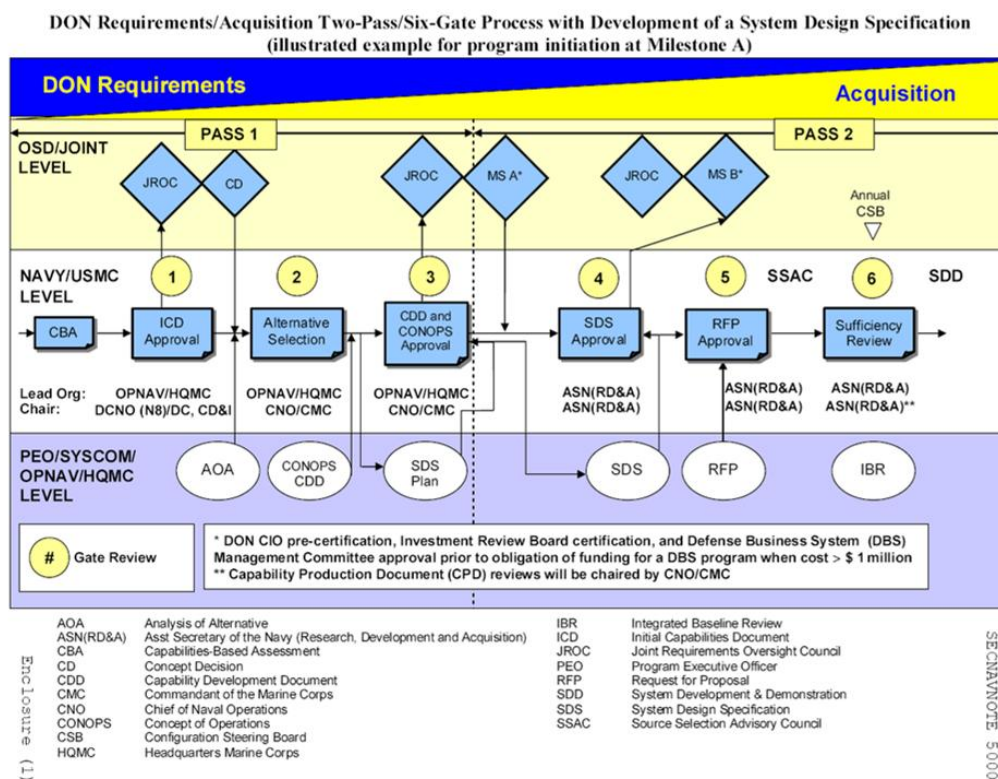 DON Requirements/Acquisition Two-Pass/Six-Gate Process with Development of a System Design Specification
(illustrated example for program initiation at Milestone A)
DON Requirements
Acquisition
PASS 1
PASS 2
OSD/JOINT
LEVEL
JROC
CD
JROC
MS A*
JROC
MS B*
Annual
CSB
NAVY/USMC
LEVEL
1
2
3
4
5
SSAC
6
SDD
CBA
ICD
Approval
Alternative
Selection
CDD and
CONOPS
Approval
SDS
Approval
RFP
Approval
Sufficiency
Review
Lead Org:
Chair:
OPNAV/HQMC
DCNO (N8)/DC, CD&I
OPNAV/HQMC
CNO/CMC
OPNAV/HQMC
CNO/CMC
ASN(RD&A)
ASN(RD&A)
ASN(RD&A)
ASN(RD&A)
ASN(RD&A)
ASN(RD&A)**
PEO/SYSCOM/
OPNAV/HQMC
LEVEL
AOA
CONOPS
CDD
SDS
Plan
SDS
RFP
IBR
# Gate Review
* DON CIO pre-certification, Investment Review Board certification, and Defense Business System (DBS)
Management Committee approval prior to obligation of funding for a DBS program when cost > $ 1 million
** Capability Production Document (CPD) reviews will be chaired by CNO/CMC
AOA Analysis of Alternative
ASN(RD&A) Asst Secretary of the Navy (Research, Development and Acquisition)
CBA Capabilities-Based Assessment
CD Concept Decision
CDD Capability Development Document
CMC Commandant of the Marine Corps
CNO Chief of Naval Operations
CONOPS Concept of Operations
CSB Configuration Steering Board
HQMC Headquarters Marine Corps
IBR Integrated Baseline Review
ICD Initial Capabilities Document
JROC Joint Requirements Oversight Council
PEO Program Executive Officer
RFP Request for Proposal
SDD System Development & Demonstration
SDS System Design Specification
SSAC Source Selection Advisory Council
Enclosure (1)
SECNAVNOTE 5000